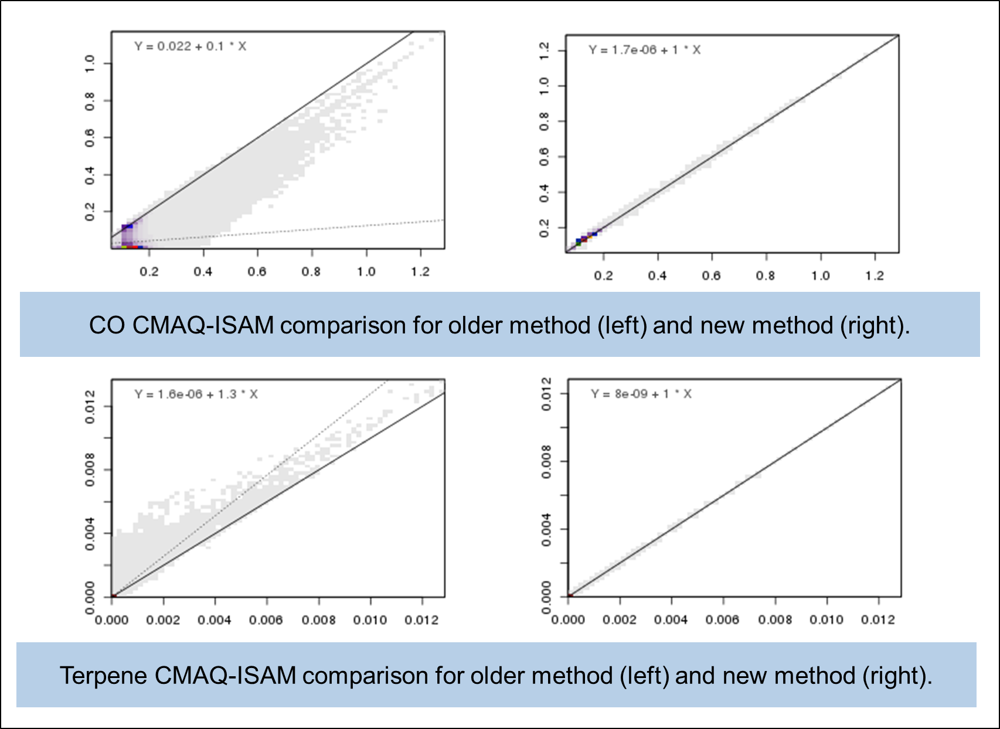 Y = 0.022 + 0.1 * X
1.0
0.8
0.6
0.4
0.2
0.2 0.4 0.6 0.8 1.0 1.2
Y = 1.7e-06 + 1 * X
1.2
1.0
0.8
0.6
0.4
0.2
0.2 0.4 0.6 0.8 1.0 1.2
CO CMAQ-ISAM comparison for older method (left) and new method (right).
Y = 1.6e-06 + 1.3 * X
0.012
0.008
0.004
0.000
0.000 0.002 0.004 0.006 0.008 0.010 0.012
Y = 8e-09 + 1 * X
0.012
0.008
0.004
0.000
0.000 0.002 0.004 0.006 0.008 0.010 0.012
Terpene CMAQ-ISAM comparison for older method (left) and new method (right).